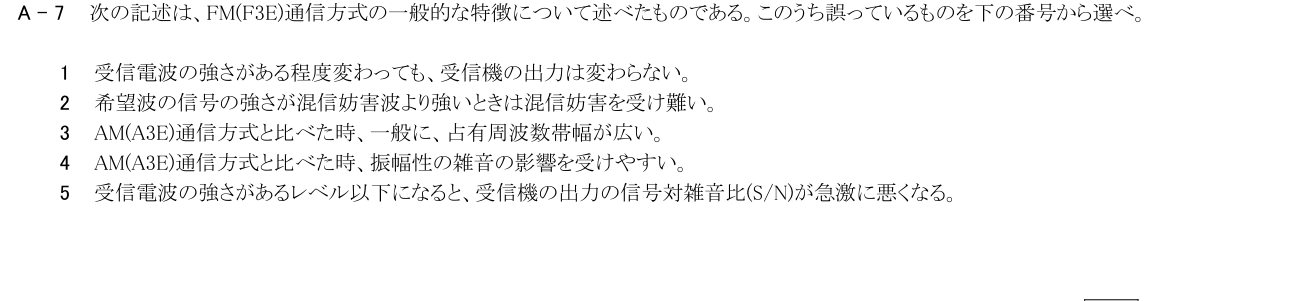 A－7　次の記述は、FM(F3E)通信方式の一般的な特徴について述べたものである。このうち誤っているものを下の番号から選べ。
1　受信電波の強さがある程度変わっても、受信機の出力は変わらない。
2　希望波の信号の強さが混信妨害波より強いときは混信妨害を受け難い。
3　AM(A3E)通信方式と比べた時、一般に、占有周波数帯幅が広い。
4　AM(A3E)通信方式と比べた時、振幅性の雑音の影響を受けやすい。
5　受信電波の強さがあるレベル以下になると、受信機の出力の信号対雑音比(S/N)が急激に悪くなる。